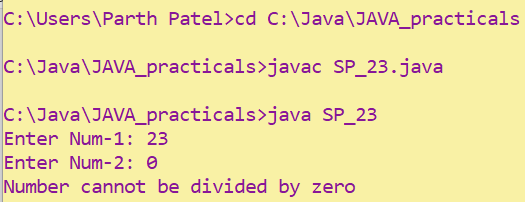 C:\Users\Parth Patel>cd C:\Java\JAVA_practicals
C:\Java\JAVA_practicals>javac SP_23.java
C:\Java\JAVA_practicals>java SP_23
Enter Num-1: 23
Enter Num-2: 0
Number cannot be divided by zero